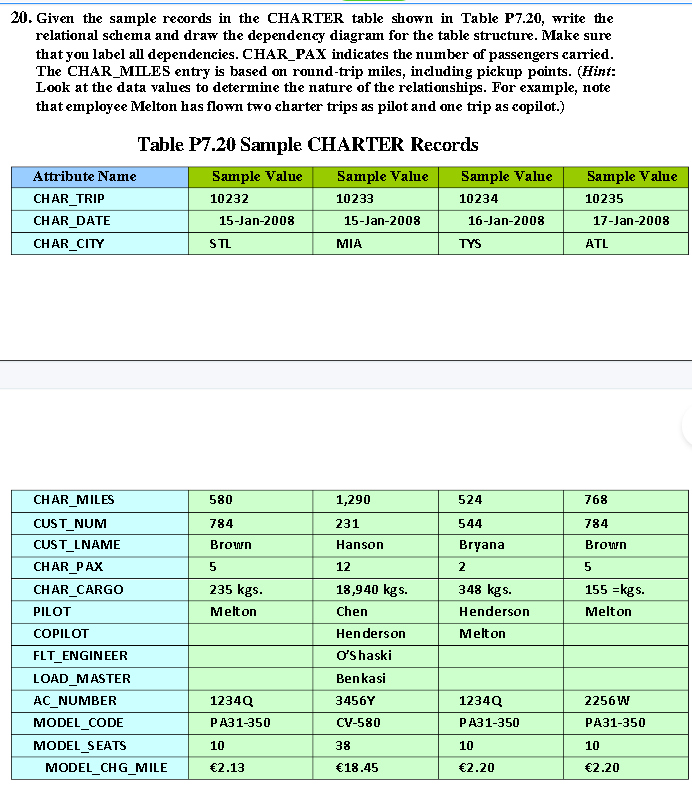 20. Given the sample records in the CHARTER table shown in Table P7.20, write the
relational schema and draw the dependency diagram for the table structure. Make sure
that you label all dependencies. CHAR_PAX indicates the number of passengers carried.
The CHAR_MILES entry is based on round-trip miles, including pickup points. (Hint:
Look at the data values to determine the nature of the relationships. For example, note
that employee Melton has flown two charter trips as pilot and one trip as copilot.)
Table P7.20 Sample CHARTER Records
Attribute Name Sample Value Sample Value Sample Value Sample Value
CHAR_TRIP 10232 10233 10234 10235
CHAR_DATE 15-Jan-2008 15-Jan-2008 16-Jan-2008 17-Jan-2008
CHAR_CITY STL MIA TYS ATL
CHAR_MILES 580 1,290 524 768
CUST_NUM 784 231 544 784
CUST_LNAME Brown Hanson Bryana Brown
CHAR_PAX 5 12 2 5
CHAR_CARGO 235 kgs. 18,940 kgs. 348 kgs. 155 =kgs.
PILOT Melton Chen Henderson Melton
COPILOT Henderson Melton
FLT_ENGINEER O'Shaski
LOAD_MASTER Benkasi
AC_NUMBER 1234Q 3456Y 1234Q 2256W
MODEL_CODE PA31-350 CV-580 PA31-350 PA31-350
MODEL_SEATS 10 38 10 10
MODEL_CHG_MILE €2.13 €18.45 €2.20 €2.20